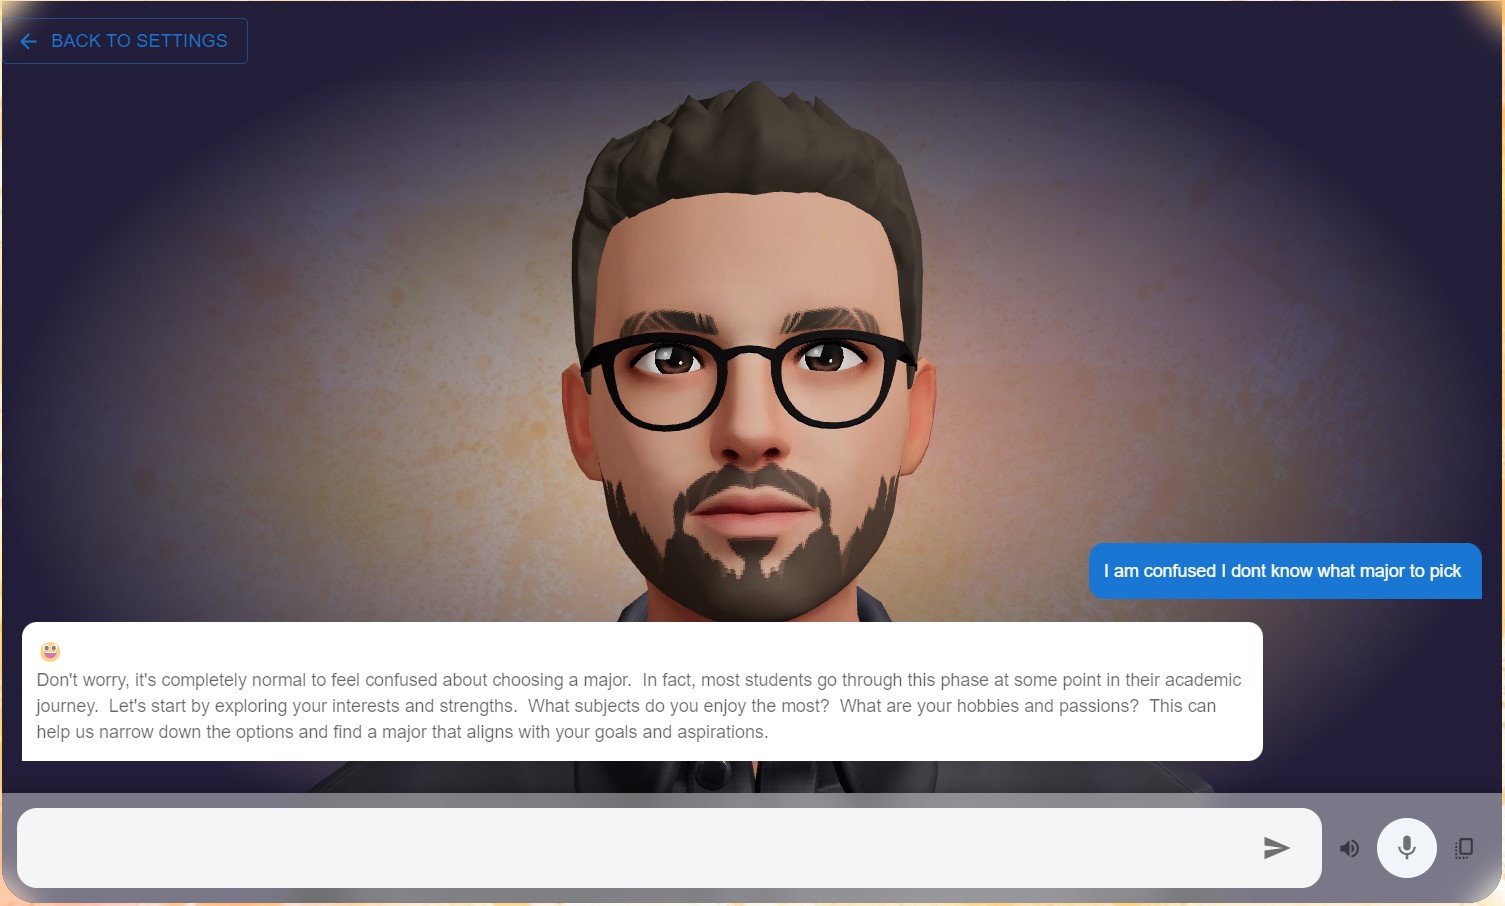 BACK TO SETTINGS
I am confused I dont know what major to pick
Don't worry, it's completely normal to feel confused about choosing a major.  In fact, most students go through this phase at some point in their academic
journey.  Let's start by exploring your interests and strengths.  What subjects do you enjoy the most?  What are your hobbies and passions?  This can
help us narrow down the options and find a major that aligns with your goals and aspirations.